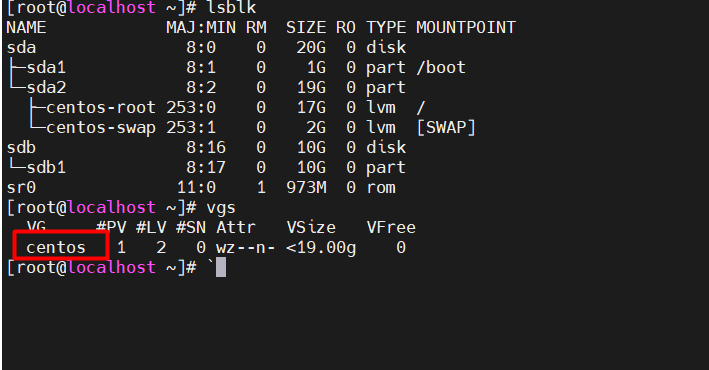 [root@localhost ~]# lsblk
NAME            MAJ:MIN RM  SIZE RO TYPE MOUNTPOINT
sda               8:0    0   20G  0 disk
├─sda1            8:1    0    1G  0 part /boot
└─sda2            8:2    0   19G  0 part
  ├─centos-root 253:0    0   17G  0 lvm  /
  └─centos-swap 253:1    0    2G  0 lvm  [SWAP]
sdb               8:16   0   10G  0 disk
└─sdb1            8:17   0   10G  0 part
sr0              11:0    1  973M  0 rom
[root@localhost ~]# vgs
  VG     #PV #LV #SN Attr   VSize   VFree
  centos   1   2   0 wz--n- <19.00g    0
[root@localhost ~]# `